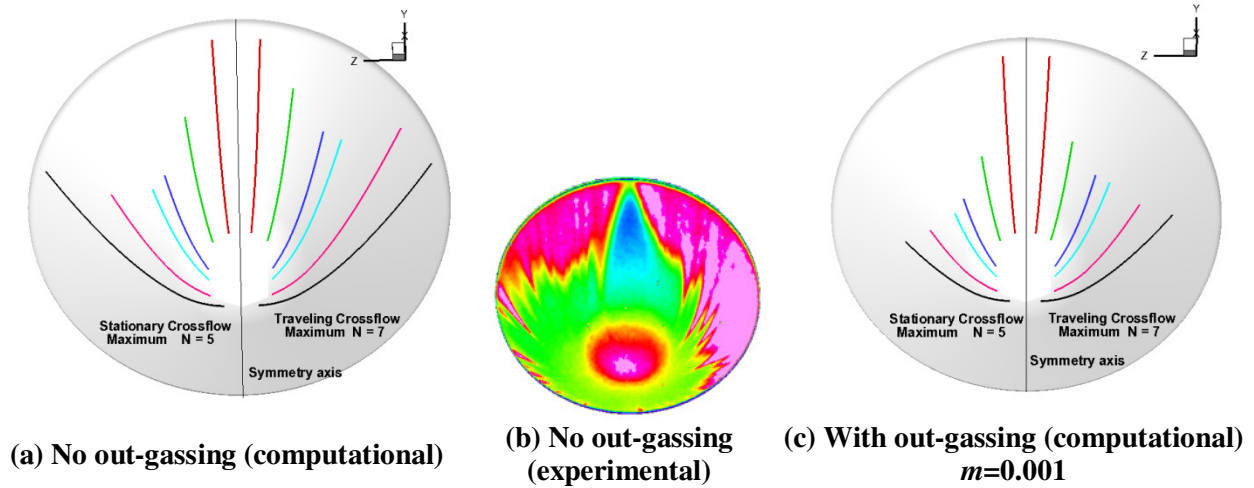 Y
X
Z
Stationary Crossflow
Maximum N = 5
Traveling Crossflow
Maximum N = 7
Symmetry axis
(a) No out-gassing (computational)
(b) No out-gassing
(experimental)
Y
X
Z
Stationary Crossflow
Maximum N = 5
Traveling Crossflow
Maximum N = 7
Symmetry axis
(c) With out-gassing (computational)
m=0.001